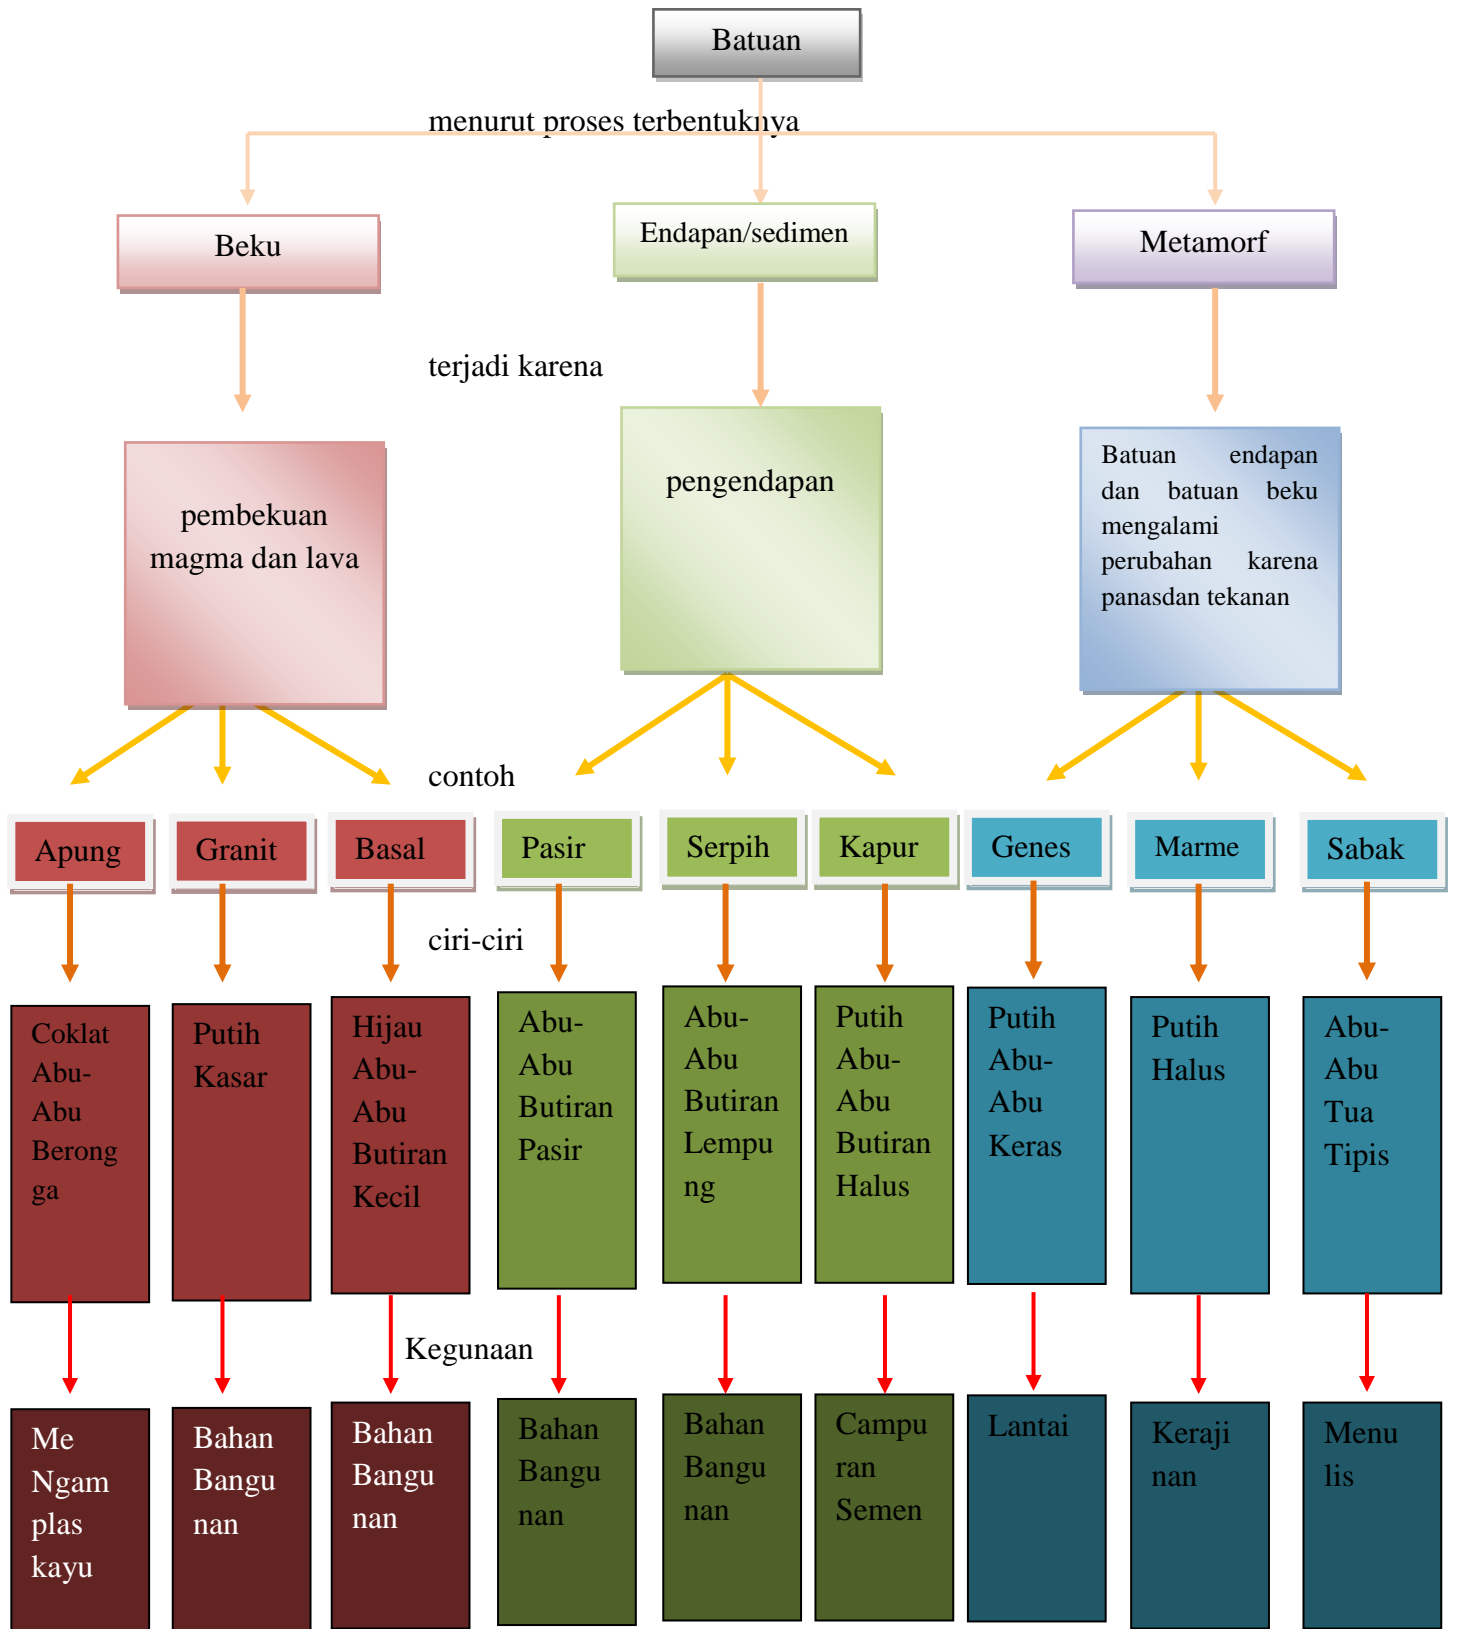 Batuan
menurut proses terbentuknya
Beku
Endapan/sedimen
Metamorf
terjadi karena
pembekuan
magma dan lava
pengendapan
Batuan endapan
dan batuan beku
mengalami
perubahan karena
panasdan tekanan
contoh
Apung
Granit
Basal
Pasir
Serpih
Kapur
Genes
Marme
Sabak
ciri-ciri
Coklat
Abu-
Abu
Berong
ga
Putih
Kasar
Hijau
Abu-
Abu
Butiran
Kecil
Abu-
Abu
Butiran
Pasir
Abu-
Abu
Butiran
Lempu
ng
Putih
Abu-
Abu
Butiran
Halus
Putih
Abu-
Abu
Keras
Putih
Halus
Abu-
Abu
Tua
Tipis
Kegunaan
Me
Ngam
plas
kayu
Bahan
Bangu
nan
Bahan
Bangu
nan
Bahan
Bangu
nan
Bahan
Bangu
nan
Campu
ran
Semen
Lantai
Keraji
nan
Menu
lis